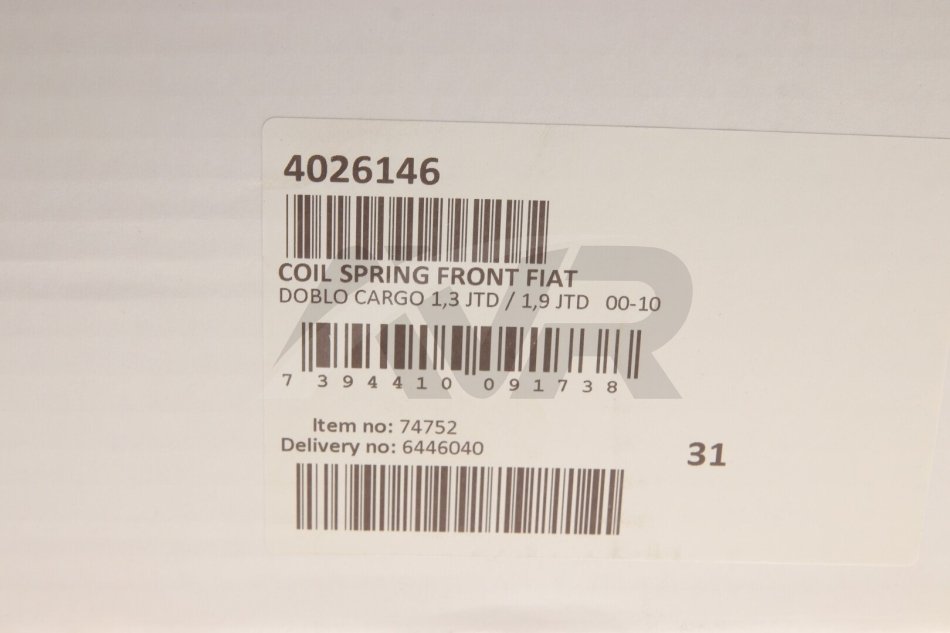 4026146
COIL SPRING FRONT FIAT
DOBLO CARGO 1,3 JTD / 1,9 JTD 00-10
7 394410 091738
Item no: 74752
Delivery no: 6446040
31
AVR